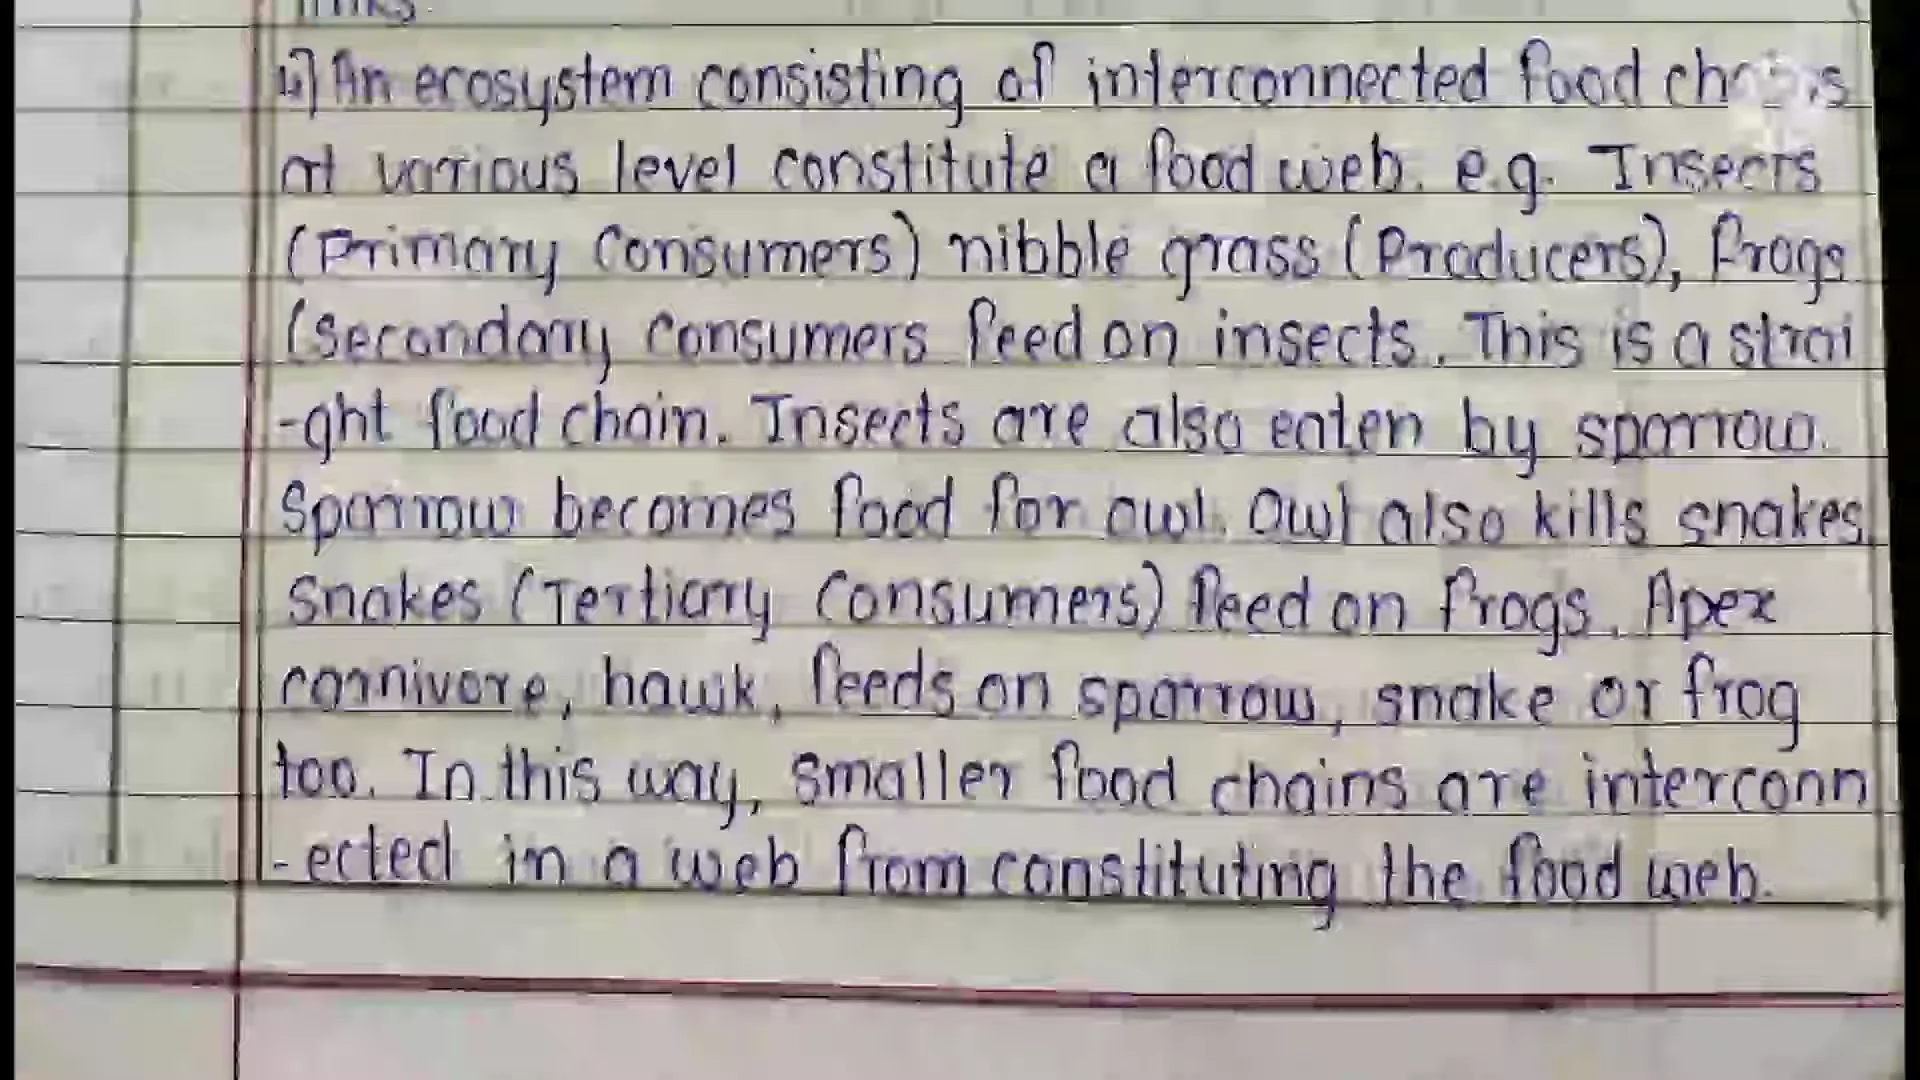 4) An ecosystem consisting of interconnected food chains
at various level constitute a food web. e.g. Insects
(Primary Consumers) nibble grass (Producers), frogs
(Secondary Consumers feed on insects. This is a strai
-ght food chain. Insects are also eaten by sparrow.
Sparrow becomes food for owl. Owl also kills snakes
Snakes (Tertiary Consumers) feed on frogs. Apex
carnivore, hawk, feeds on sparrow, snake or frog
too. In this way, smaller food chains are interconn
-ected in a web from constituting the food web.